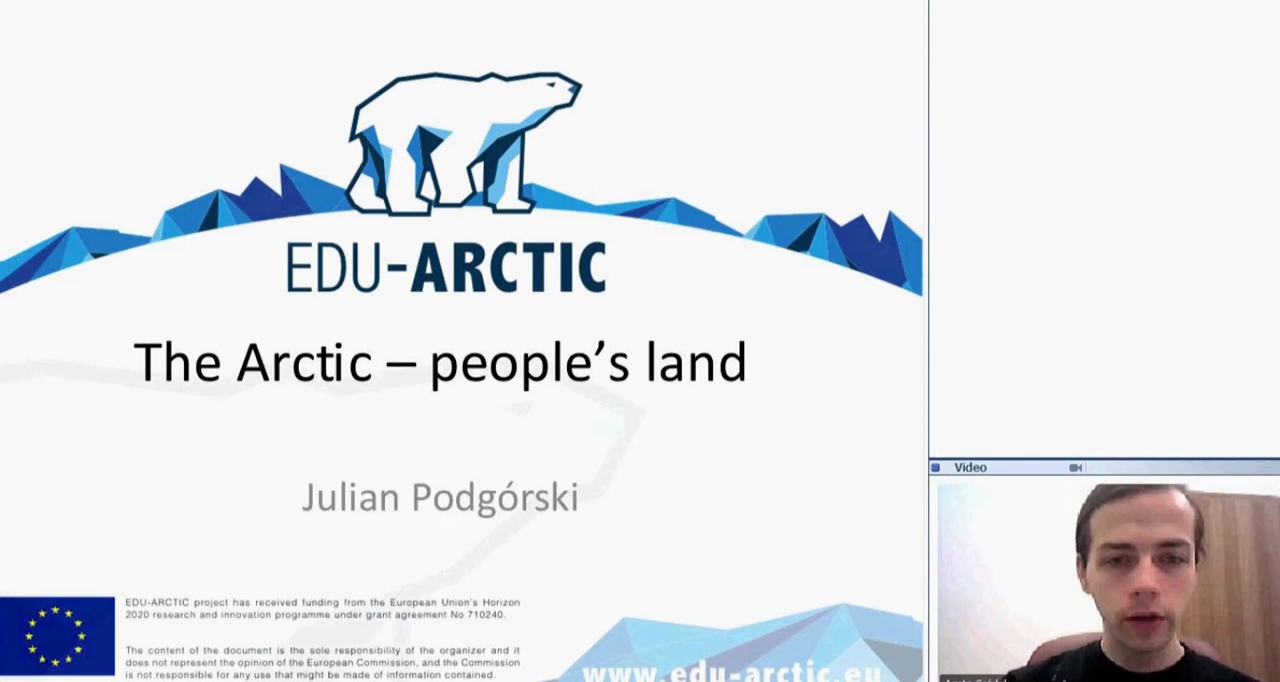 EDU-ARCTIC
The Arctic – people's land
Julian Podgórski
EDU-ARCTIC project has received funding from the European Union's Horizon
2020 research and innovation programme under grant agreement No 710240.
The content of the document is the sole responsibility of the organizer and it
does not represent the opinion of the European Commission, and the Commission
is not responsible for any use that might be made of information contained.
www.edu-arctic.eu
Video